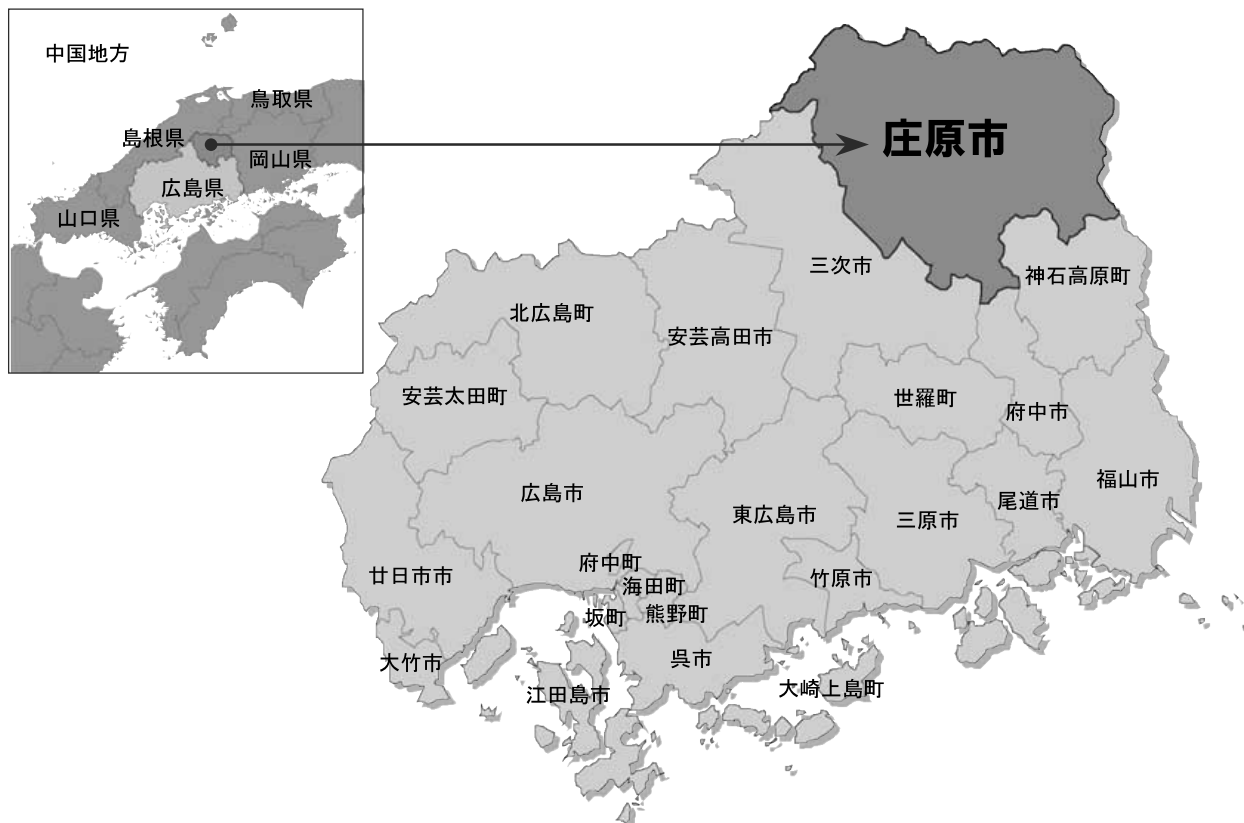 中国地方
鳥取県
島根県
岡山県
広島県
山口県
庄原市
三次市
神石高原町
北広島町
安芸高田市
安芸太田町
世羅町
府中市
福山市
広島市
東広島市
三原市
尾道市
府中町
海田町
廿日市市
竹原市
坂町
熊野町
大竹市
呉市
江田島市
大崎上島町